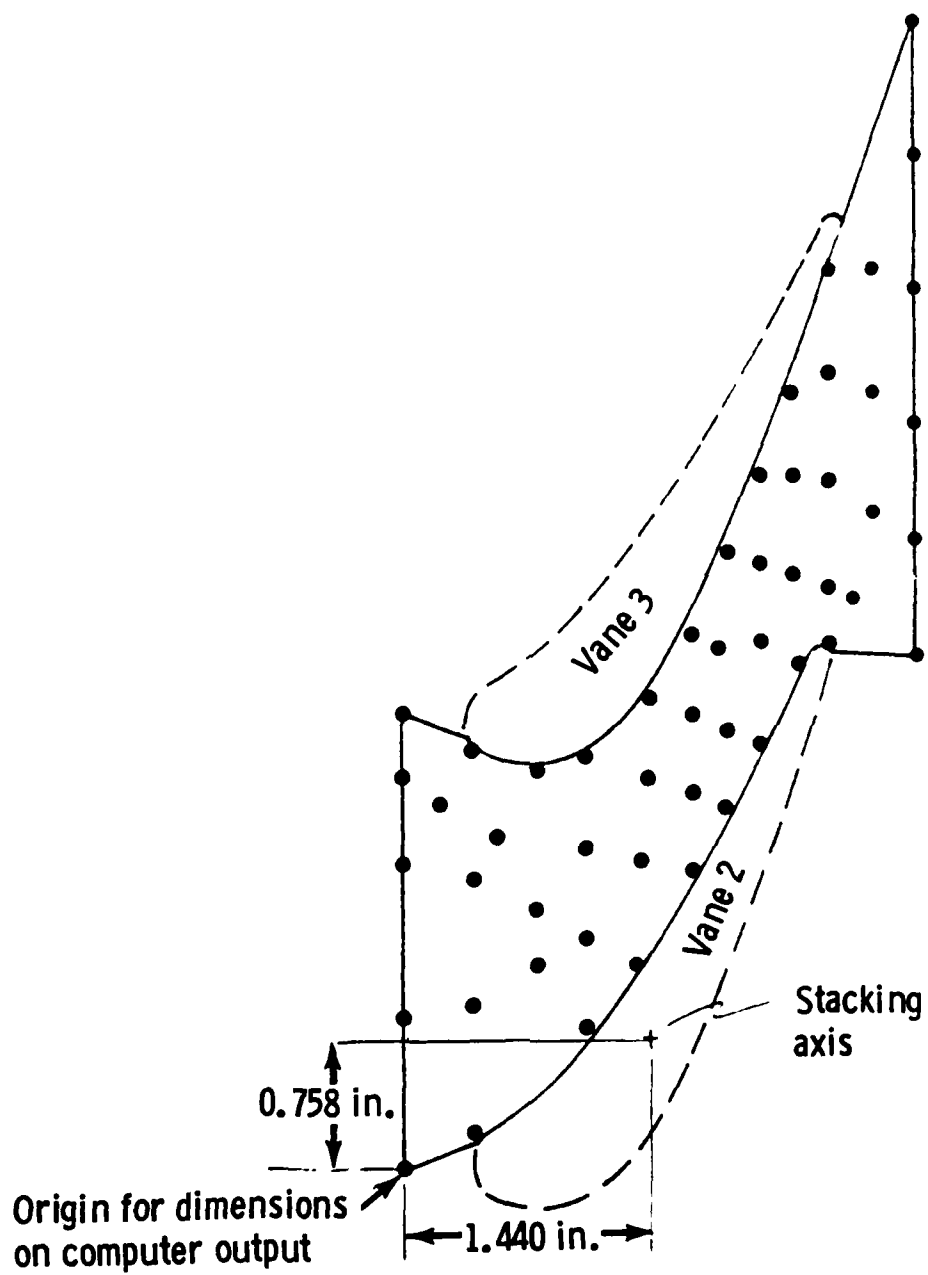 Vane 3
Vane 2
Stacking
axis
0.758 in.
Origin for dimensions
on computer output
1.440 in.